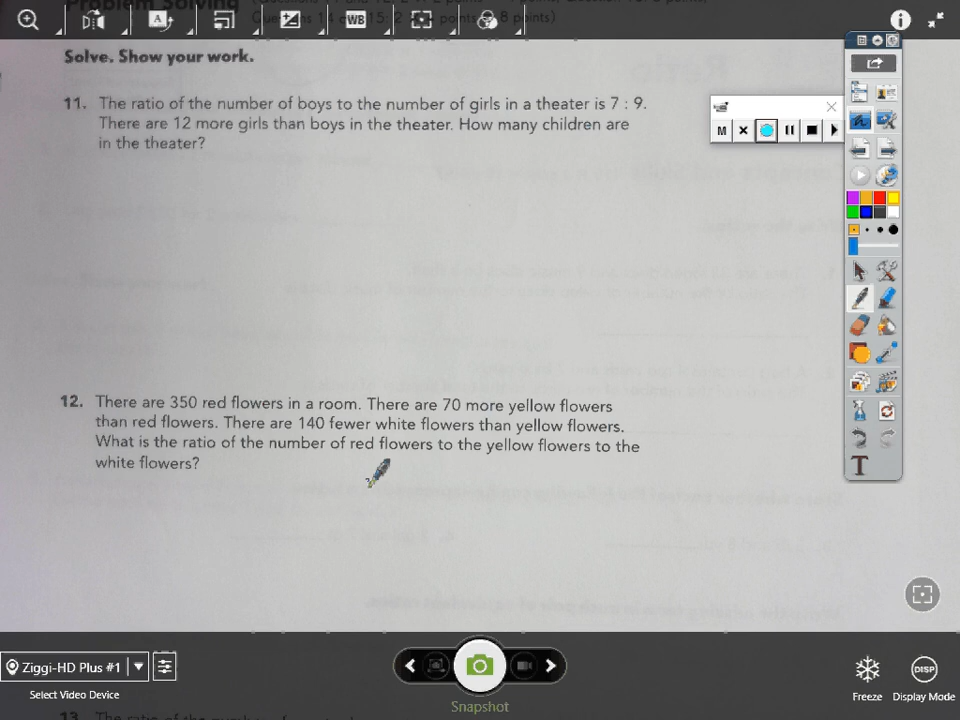 Problem Solving
WB
Solve. Show your work.
11. The ratio of the number of boys to the number of girls in a theater is 7 : 9.
There are 12 more girls than boys in the theater. How many children are
in the theater?
M
12. There are 350 red flowers in a room. There are 70 more yellow flowers
than red flowers. There are 140 fewer white flowers than yellow flowers.
What is the ratio of the number of red flowers to the yellow flowers to the
white flowers?
T
Ziggi-HD Plus #1
Select Video Device
Snapshot
Freeze
DISP
Display Mode